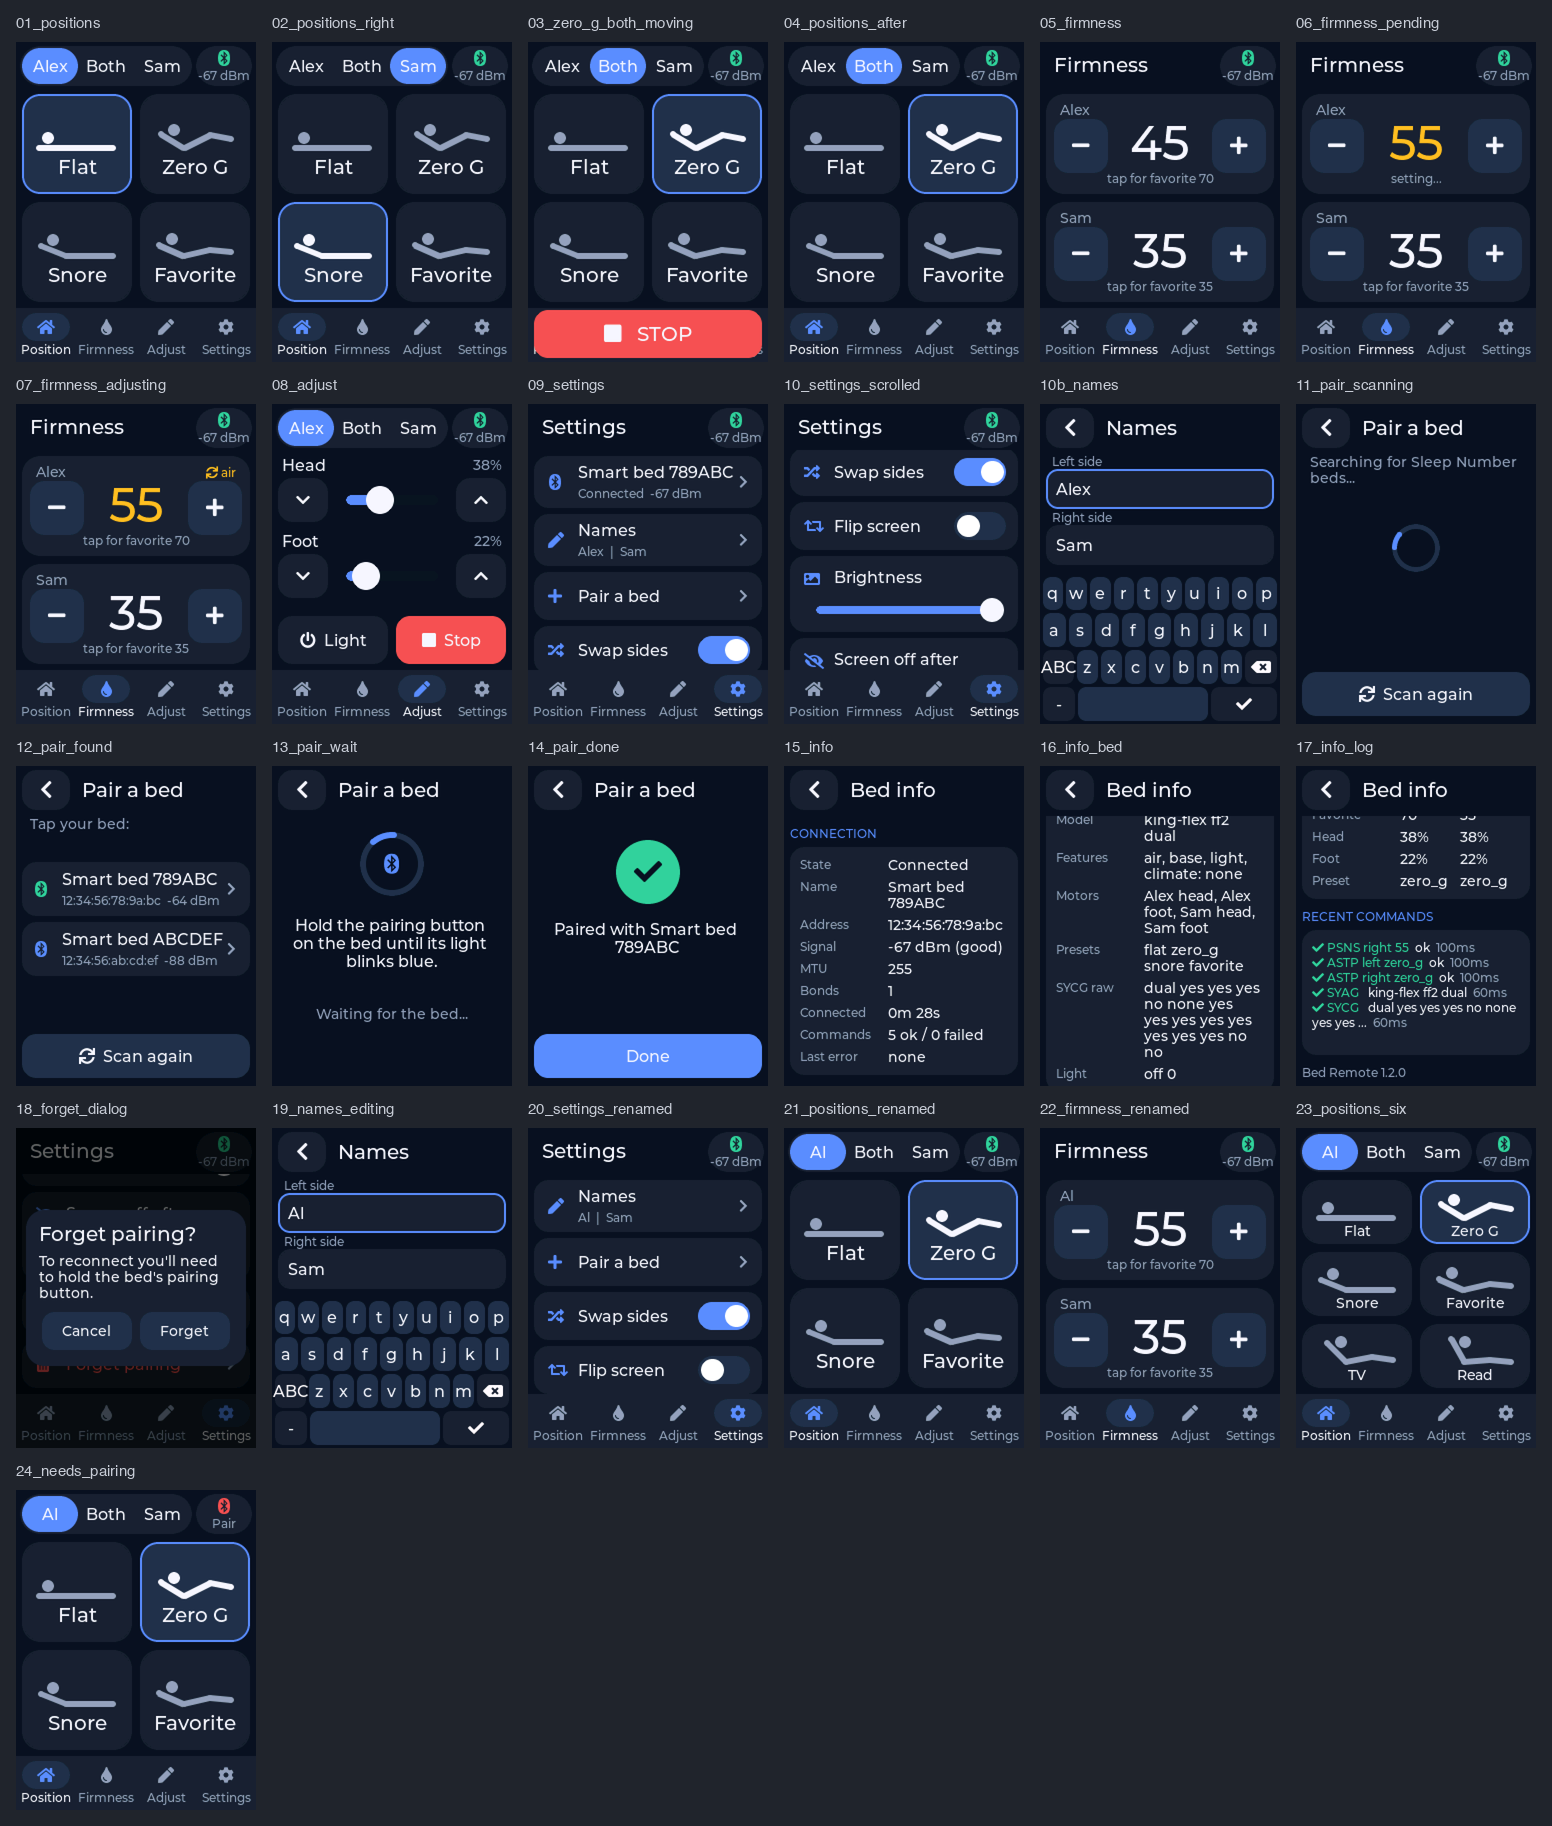 01_positions
Alex Both Sam
-67 dBm
Flat Zero G
Snore Favorite
Position Firmness Adjust Settings
02_positions_right
Alex Both Sam
-67 dBm
Flat Zero G
Snore Favorite
Position Firmness Adjust Settings
03_zero_g_both_moving
Alex Both Sam
-67 dBm
Flat Zero G
Snore Favorite
STOP
04_positions_after
Alex Both Sam
-67 dBm
Flat Zero G
Snore Favorite
Position Firmness Adjust Settings
05_firmness
Firmness
-67 dBm
Alex
45
tap for favorite 70
Sam
35
tap for favorite 35
Position Firmness Adjust Settings
06_firmness_pending
Firmness
-67 dBm
Alex
55
setting...
Sam
35
tap for favorite 35
Position Firmness Adjust Settings
07_firmness_adjusting
Firmness
-67 dBm
Alex air
55
tap for favorite 70
Sam
35
tap for favorite 35
Position Firmness Adjust Settings
08_adjust
Alex Both Sam
-67 dBm
Head 38%
Foot 22%
Light Stop
Position Firmness Adjust Settings
09_settings
Settings
-67 dBm
Smart bed 789ABC
Connected -67 dBm
Names
Alex | Sam
Pair a bed
Swap sides
Position Firmness Adjust Settings
10_settings_scrolled
Settings
-67 dBm
Swap sides
Flip screen
Brightness
Screen off after
Position Firmness Adjust Settings
10b_names
Names
Left side
Alex
Right side
Sam
q w e r t y u i o p
a s d f g h j k l
ABC z x c v b n m
-
11_pair_scanning
Pair a bed
Searching for Sleep Number
beds...
Scan again
12_pair_found
Pair a bed
Tap your bed:
Smart bed 789ABC
12:34:56:78:9a:bc -64 dBm
Smart bed ABCDEF
12:34:56:ab:cd:ef -88 dBm
Scan again
13_pair_wait
Pair a bed
Hold the pairing button
on the bed until its light
blinks blue.
Waiting for the bed...
14_pair_done
Pair a bed
Paired with Smart bed
789ABC
Done
15_info
Bed info
CONNECTION
State Connected
Name Smart bed
789ABC
Address 12:34:56:78:9a:bc
Signal -67 dBm (good)
MTU 255
Bonds 1
Connected 0m 28s
Commands 5 ok / 0 failed
Last error none
16_info_bed
Bed info
Model king-flex ff2
dual
Features air, base, light,
climate: none
Motors Alex head, Alex
foot, Sam head,
Sam foot
Presets flat zero_g
snore favorite
SYCG raw dual yes yes yes
no none yes
yes yes yes yes
yes yes yes no
no
Light off 0
17_info_log
Bed info
Head 38% 38%
Foot 22% 22%
Preset zero_g zero_g
RECENT COMMANDS
PSNS right 55 ok 100ms
ASTP left zero_g ok 100ms
ASTP right zero_g ok 100ms
SYAG king-flex ff2 dual 60ms
SYCG dual yes yes yes no none
yes yes ... 60ms
Bed Remote 1.2.0
18_forget_dialog
Settings
-67 dBm
Forget pairing?
To reconnect you'll need
to hold the bed's pairing
button.
Cancel Forget
Forget pairing
Position Firmness Adjust Settings
19_names_editing
Names
Left side
Al
Right side
Sam
q w e r t y u i o p
a s d f g h j k l
ABC z x c v b n m
-
20_settings_renamed
Settings
-67 dBm
Names
Al | Sam
Pair a bed
Swap sides
Flip screen
Position Firmness Adjust Settings
21_positions_renamed
Al Both Sam
-67 dBm
Flat Zero G
Snore Favorite
Position Firmness Adjust Settings
22_firmness_renamed
Firmness
-67 dBm
Al
55
tap for favorite 70
Sam
35
tap for favorite 35
Position Firmness Adjust Settings
23_positions_six
Al Both Sam
-67 dBm
Flat Zero G
Snore Favorite
TV Read
Position Firmness Adjust Settings
24_needs_pairing
Al Both Sam
Pair
Flat Zero G
Snore Favorite
Position Firmness Adjust Settings